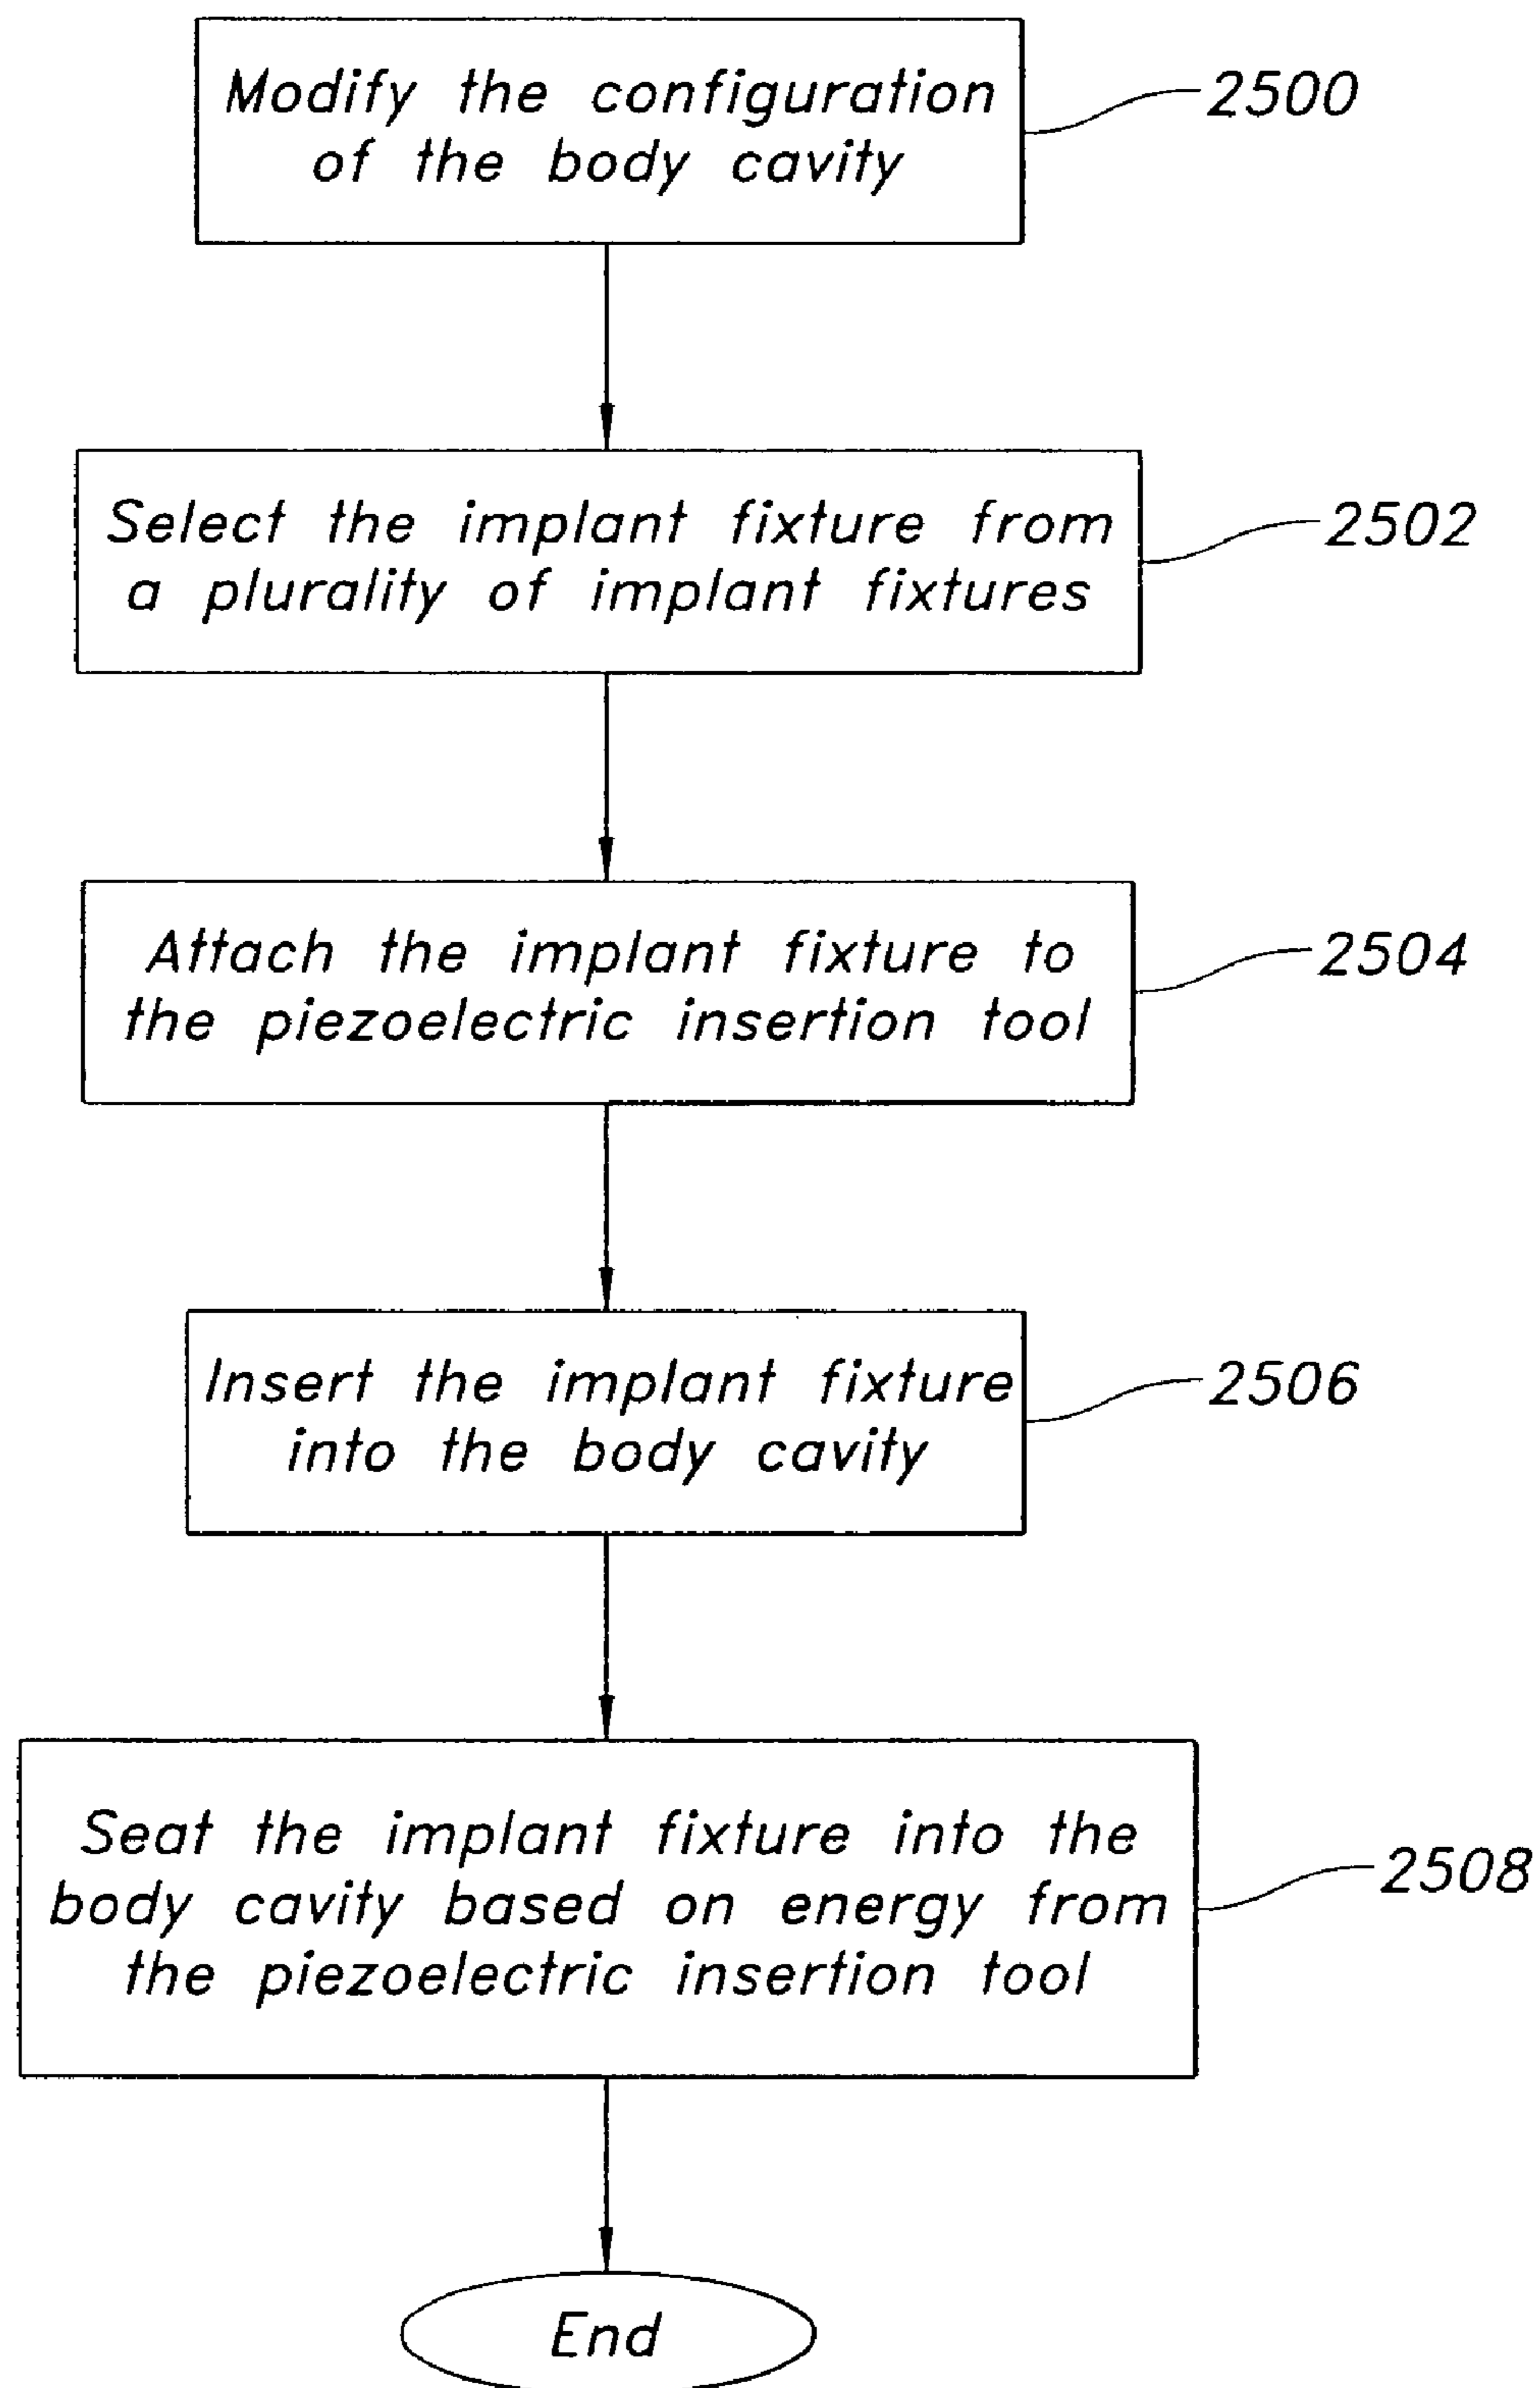 Modify the configuration
of the body cavity
2500
Select the implant fixture from
a plurality of implant fixtures
2502
Attach the implant fixture to
the piezoelectric insertion tool
2504
Insert the implant fixture
into the body cavity
2506
Seat the implant fixture into the
body cavity based on energy from
the piezoelectric insertion tool
2508
End